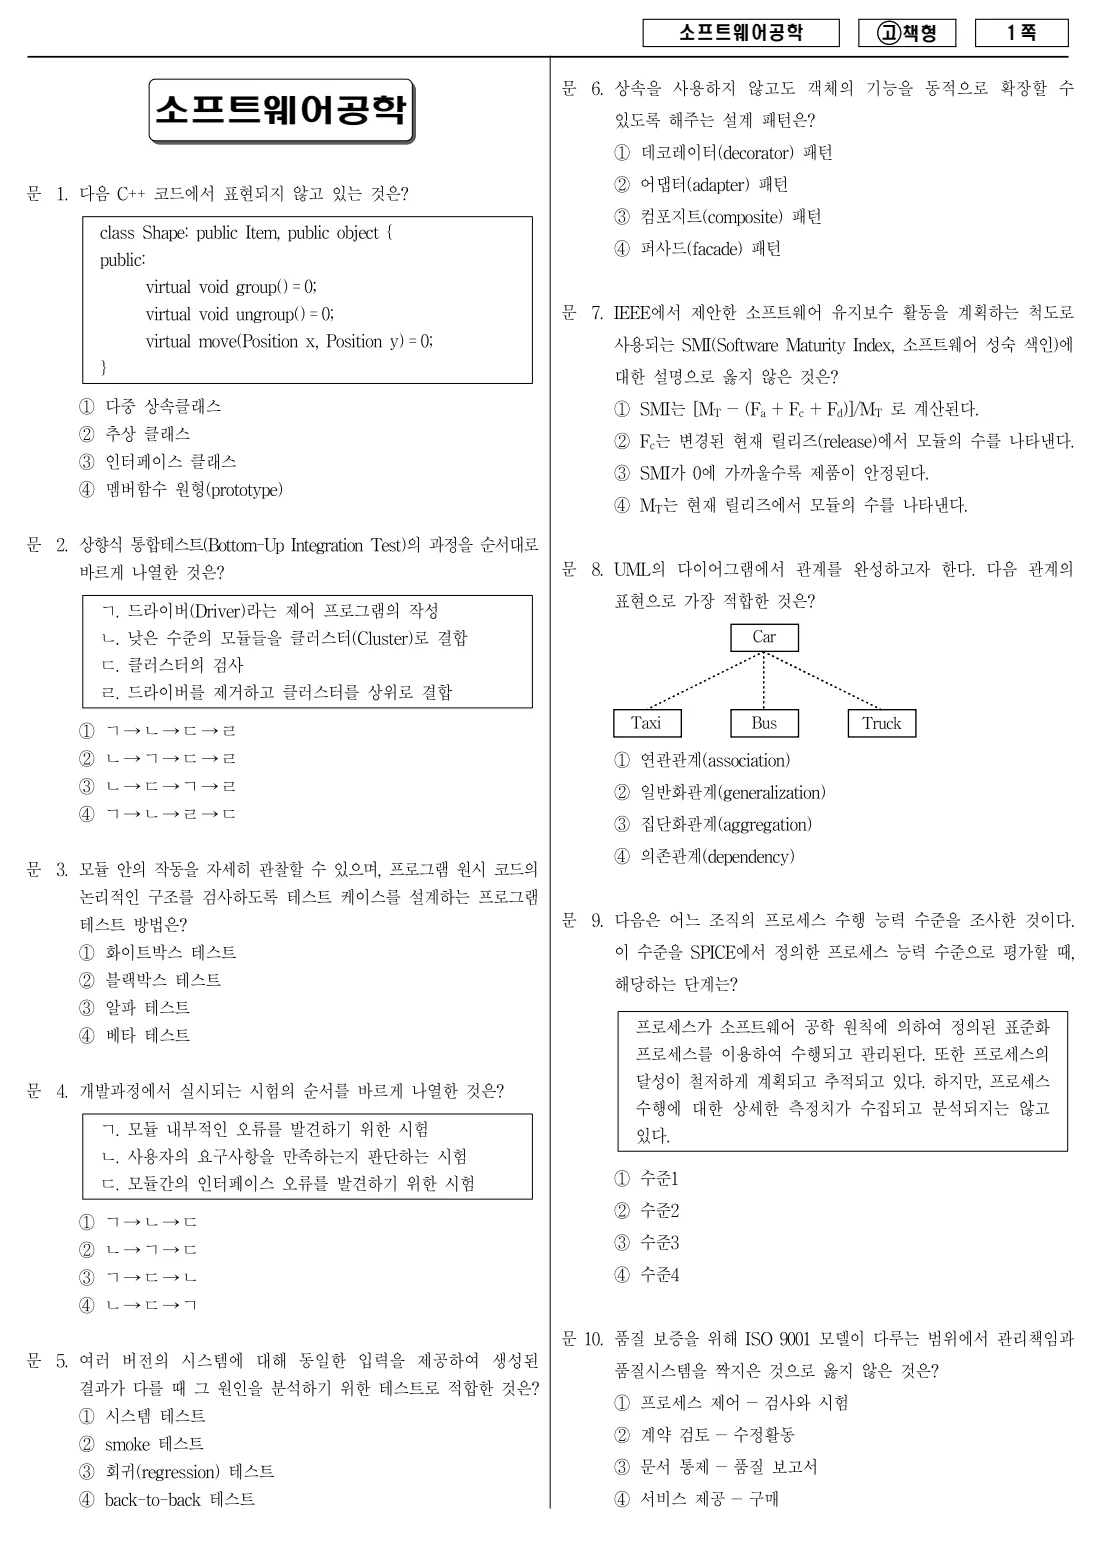 소프트웨어공학
고책형
1쪽
소프트웨어공학
문 1. 다음 C++ 코드에서 표현되지 않고 있는 것은?
class Shape: public Item, public object {
public:
virtual void group() = 0;
virtual void ungroup() = 0;
virtual move(Position x, Position y) = 0;
}
① 다중 상속클래스
② 추상 클래스
③ 인터페이스 클래스
④ 멤버함수 원형(prototype)
문 2. 상향식 통합테스트(Bottom-Up Integration Test)의 과정을 순서대로
바르게 나열한 것은?
ㄱ. 드라이버(Driver)라는 제어 프로그램의 작성
ㄴ. 낮은 수준의 모듈들을 클러스터(Cluster)로 결합
ㄷ. 클러스터의 검사
ㄹ. 드라이버를 제거하고 클러스터를 상위로 결합
① ㄱ→ㄴ→ㄷ→ㄹ
② ㄴ→ㄱ→ㄷ→ㄹ
③ ㄴ→ㄷ→ㄱ→ㄹ
④ ㄱ→ㄴ→ㄹ→ㄷ
문 3. 모듈 안의 작동을 자세히 관찰할 수 있으며, 프로그램 원시 코드의
논리적인 구조를 검사하도록 테스트 케이스를 설계하는 프로그램
테스트 방법은?
① 화이트박스 테스트
② 블랙박스 테스트
③ 알파 테스트
④ 베타 테스트
문 4. 개발과정에서 실시되는 시험의 순서를 바르게 나열한 것은?
ㄱ. 모듈 내부적인 오류를 발견하기 위한 시험
ㄴ. 사용자의 요구사항을 만족하는지 판단하는 시험
ㄷ. 모듈간의 인터페이스 오류를 발견하기 위한 시험
① ㄱ→ㄴ→ㄷ
② ㄴ→ㄱ→ㄷ
③ ㄱ→ㄷ→ㄴ
④ ㄴ→ㄷ→ㄱ
문 5. 여러 버전의 시스템에 대해 동일한 입력을 제공하여 생성된
결과가 다를 때 그 원인을 분석하기 위한 테스트로 적합한 것은?
① 시스템 테스트
② smoke 테스트
③ 회귀(regression) 테스트
④ back-to-back 테스트
문 6. 상속을 사용하지 않고도 객체의 기능을 동적으로 확장할 수
있도록 해주는 설계 패턴은?
① 데코레이터(decorator) 패턴
② 어댑터(adapter) 패턴
③ 컴포지트(composite) 패턴
④ 퍼사드(facade) 패턴
문 7. IEEE에서 제안한 소프트웨어 유지보수 활동을 계획하는 척도로
사용되는 SMI(Software Maturity Index, 소프트웨어 성숙 색인)에
대한 설명으로 옳지 않은 것은?
① SMI는 [M_T - (F_a + F_c + F_d)]/M_T 로 계산된다.
② F_c는 변경된 현재 릴리즈(release)에서 모듈의 수를 나타낸다.
③ SMI가 0에 가까울수록 제품이 안정된다.
④ M_T는 현재 릴리즈에서 모듈의 수를 나타낸다.
문 8. UML의 다이어그램에서 관계를 완성하고자 한다. 다음 관계의
표현으로 가장 적합한 것은?
Car
Taxi Bus Truck
① 연관관계(association)
② 일반화관계(generalization)
③ 집단화관계(aggregation)
④ 의존관계(dependency)
문 9. 다음은 어느 조직의 프로세스 수행 능력 수준을 조사한 것이다.
이 수준을 SPICE에서 정의한 프로세스 능력 수준으로 평가할 때,
해당하는 단계는?
프로세스가 소프트웨어 공학 원칙에 의하여 정의된 표준화
프로세스를 이용하여 수행되고 관리된다. 또한 프로세스의
달성이 철저하게 계획되고 추적되고 있다. 하지만, 프로세스
수행에 대한 상세한 측정치가 수집되고 분석되지는 않고
있다.
① 수준1
② 수준2
③ 수준3
④ 수준4
문 10. 품질 보증을 위해 ISO 9001 모델이 다루는 범위에서 관리책임과
품질시스템을 짝지은 것으로 옳지 않은 것은?
① 프로세스 제어 - 검사와 시험
② 계약 검토 - 수정활동
③ 문서 통제 - 품질 보고서
④ 서비스 제공 - 구매